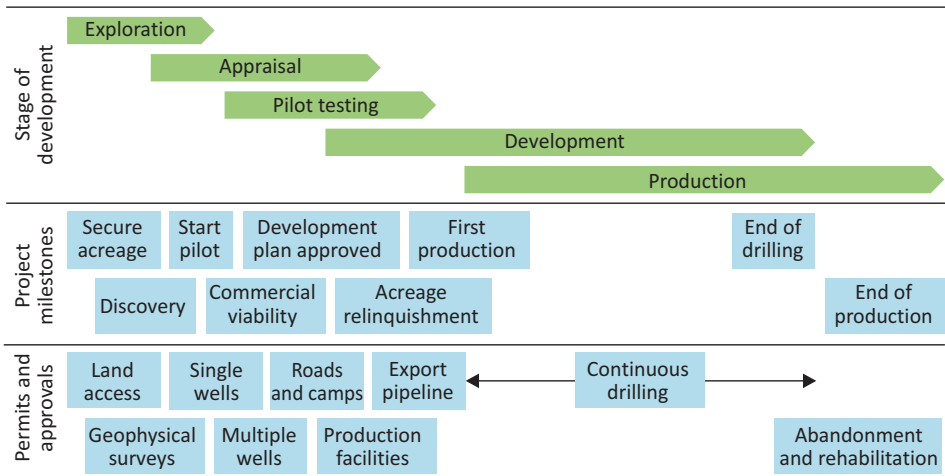 Stage of
development
Exploration
Appraisal
Pilot testing
Development
Production
Project
milestones
Secure
acreage
Start
pilot
Development
plan approved
First
production
End of
drilling
Discovery
Commercial
viability
Acreage
relinquishment
End of
production
Permits and
approvals
Land
access
Single
wells
Roads
and camps
Export
pipeline
Continuous
drilling
Geophysical
surveys
Multiple
wells
Production
facilities
Abandonment
and rehabilitation